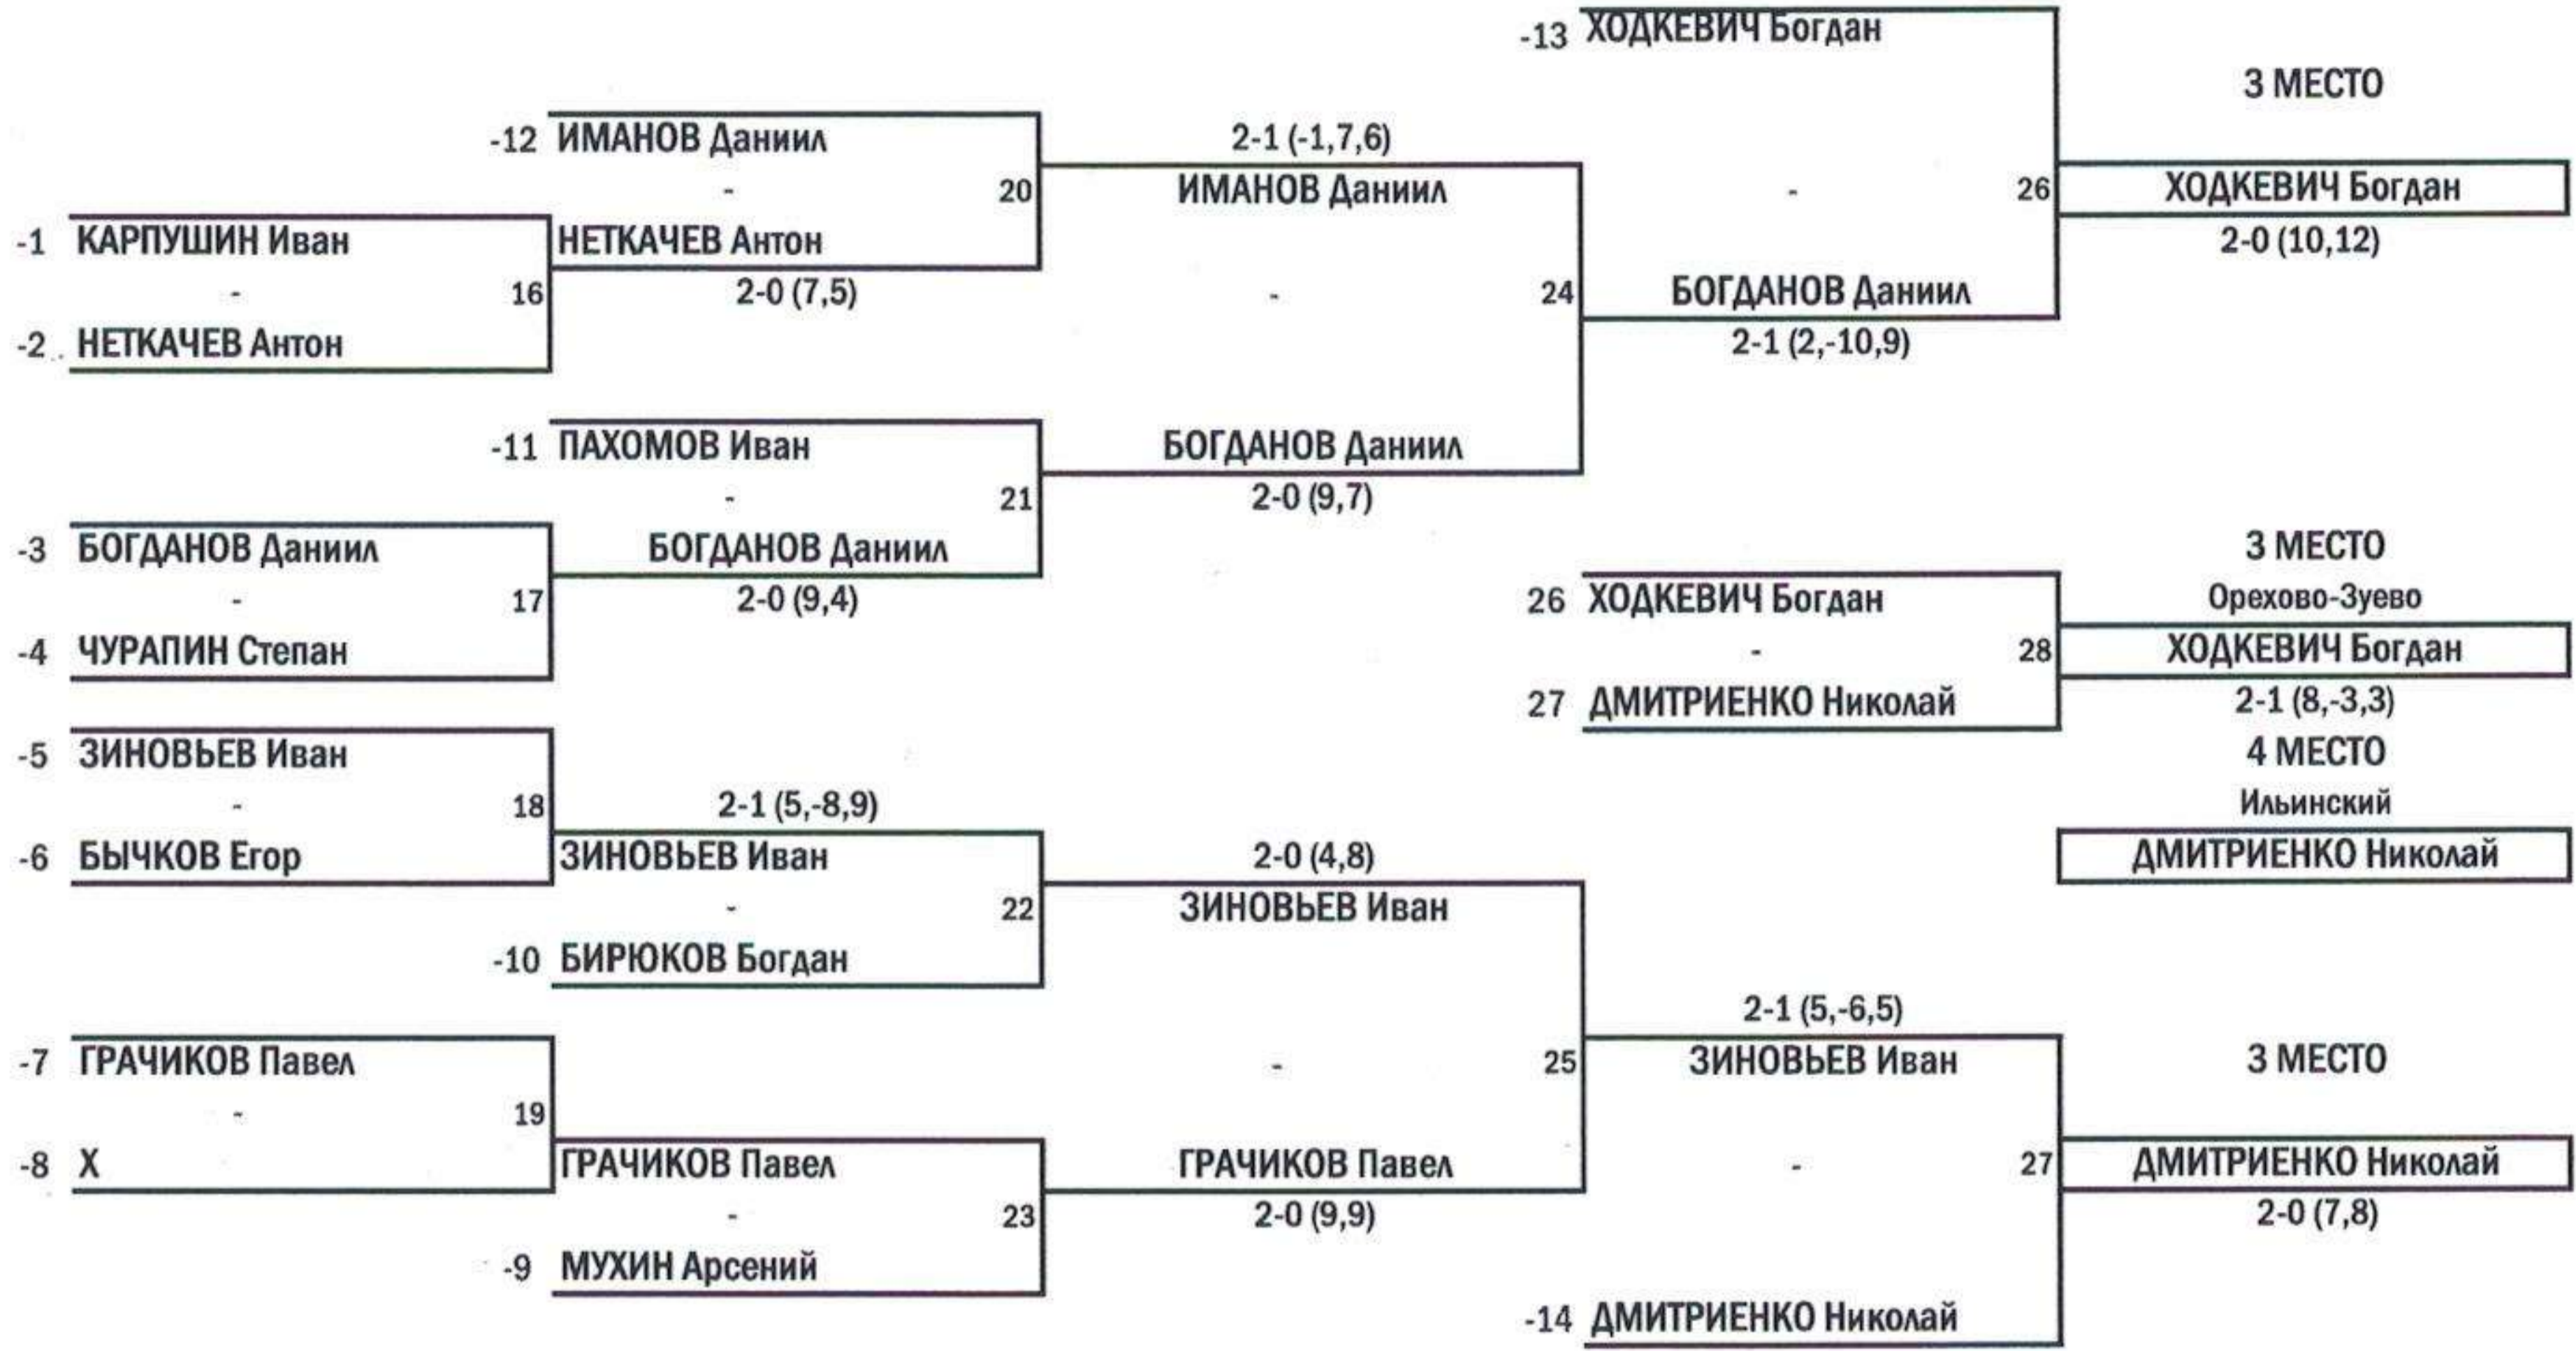 -13 ХОДКЕВИЧ Богдан
3 МЕСТО
-12 ИМАНОВ Даниил
2-1 (-1,7,6)
- 20 ИМАНОВ Даниил - 26 ХОДКЕВИЧ Богдан
-1 КАРПУШИН Иван НЕТКАЧЕВ Антон 2-0 (10,12)
- 16 2-0 (7,5) - 24 БОГДАНОВ Даниил
-2 НЕТКАЧЕВ Антон 2-1 (2,-10,9)
-11 ПАХОМОВ Иван БОГДАНОВ Даниил
- 21 2-0 (9,7)
-3 БОГДАНОВ Даниил БОГДАНОВ Даниил 3 МЕСТО
- 17 2-0 (9,4) 26 ХОДКЕВИЧ Богдан Орехово-Зуево
-4 ЧУРАПИН Степан - 28 ХОДКЕВИЧ Богдан
27 ДМИТРИЕНКО Николай 2-1 (8,-3,3)
-5 ЗИНОВЬЕВ Иван 4 МЕСТО
- 18 2-1 (5,-8,9) Ильинский
-6 БЫЧКОВ Егор ЗИНОВЬЕВ Иван 2-0 (4,8) ДМИТРИЕНКО Николай
- 22 ЗИНОВЬЕВ Иван
-10 БИРЮКОВ Богдан
2-1 (5,-6,5)
-7 ГРАЧИКОВ Павел - 25 ЗИНОВЬЕВ Иван 3 МЕСТО
- 19
-8 X ГРАЧИКОВ Павел ГРАЧИКОВ Павел - 27 ДМИТРИЕНКО Николай
- 23 2-0 (9,9) 2-0 (7,8)
-9 МУХИН Арсений
-14 ДМИТРИЕНКО Николай